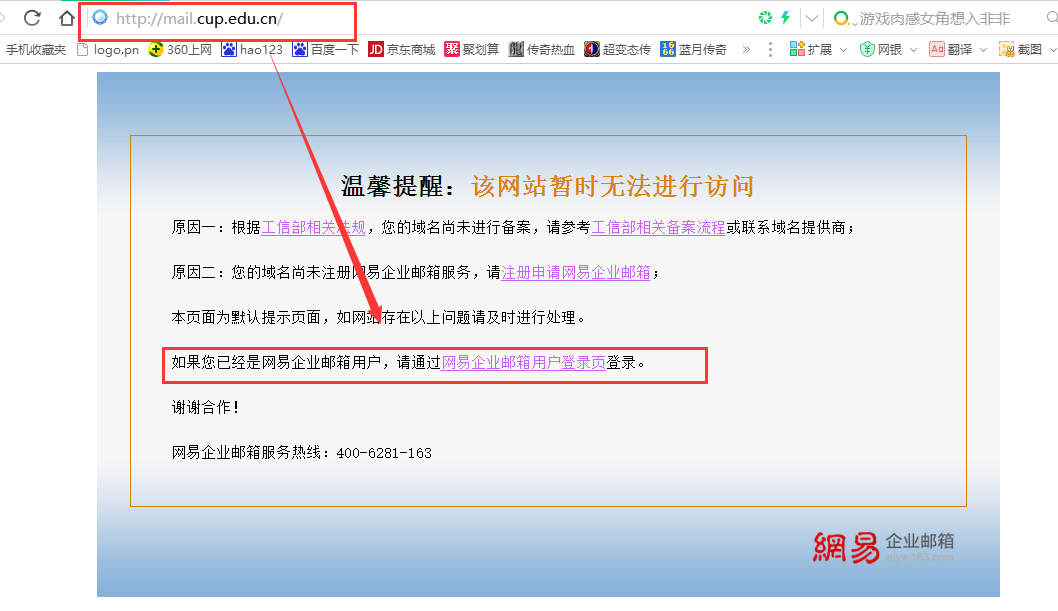 http://mail.cup.edu.cn/
游戏肉感女角想入非非
手机收藏夹 logo.pn 360上网 hao123 百度一下 京东商城 聚划算 传奇热血 超变态传 蓝月传奇 » 扩展 网银 翻译 截图
温馨提醒：该网站暂时无法进行访问
原因一：根据工信部相关法规，您的域名尚未进行备案，请参考工信部相关备案流程或联系域名提供商；
原因二：您的域名尚未注册网易企业邮箱服务，请注册申请网易企业邮箱；
本页面为默认提示页面，如网站存在以上问题请及时进行处理。
如果您已经是网易企业邮箱用户，请通过网易企业邮箱用户登录页登录。
谢谢合作！
网易企业邮箱服务热线：400-6281-163
網易 企业邮箱
qiye.163.com